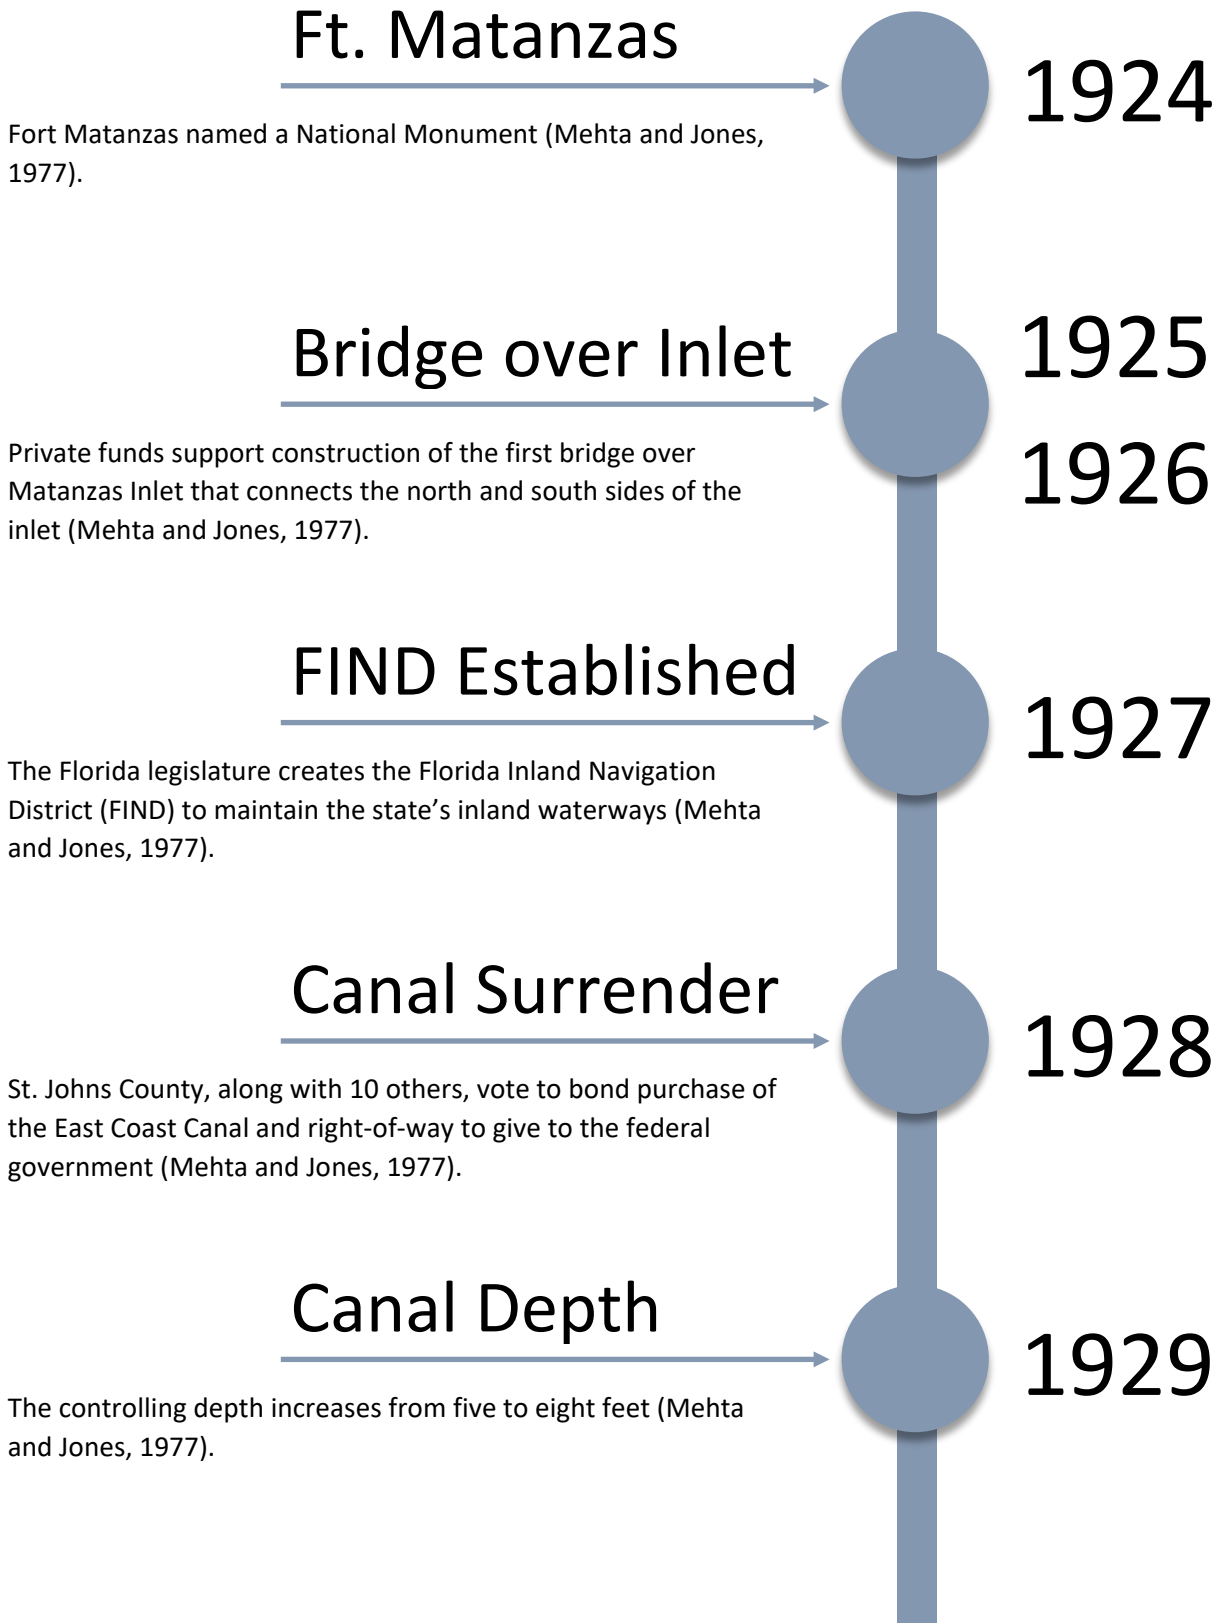 Ft. Matanzas
1924
Fort Matanzas named a National Monument (Mehta and Jones,
1977).
Bridge over Inlet
1925
1926
Private funds support construction of the first bridge over
Matanzas Inlet that connects the north and south sides of the
inlet (Mehta and Jones, 1977).
FIND Established
1927
The Florida legislature creates the Florida Inland Navigation
District (FIND) to maintain the state’s inland waterways (Mehta
and Jones, 1977).
Canal Surrender
1928
St. Johns County, along with 10 others, vote to bond purchase of
the East Coast Canal and right-of-way to give to the federal
government (Mehta and Jones, 1977).
Canal Depth
1929
The controlling depth increases from five to eight feet (Mehta
and Jones, 1977).